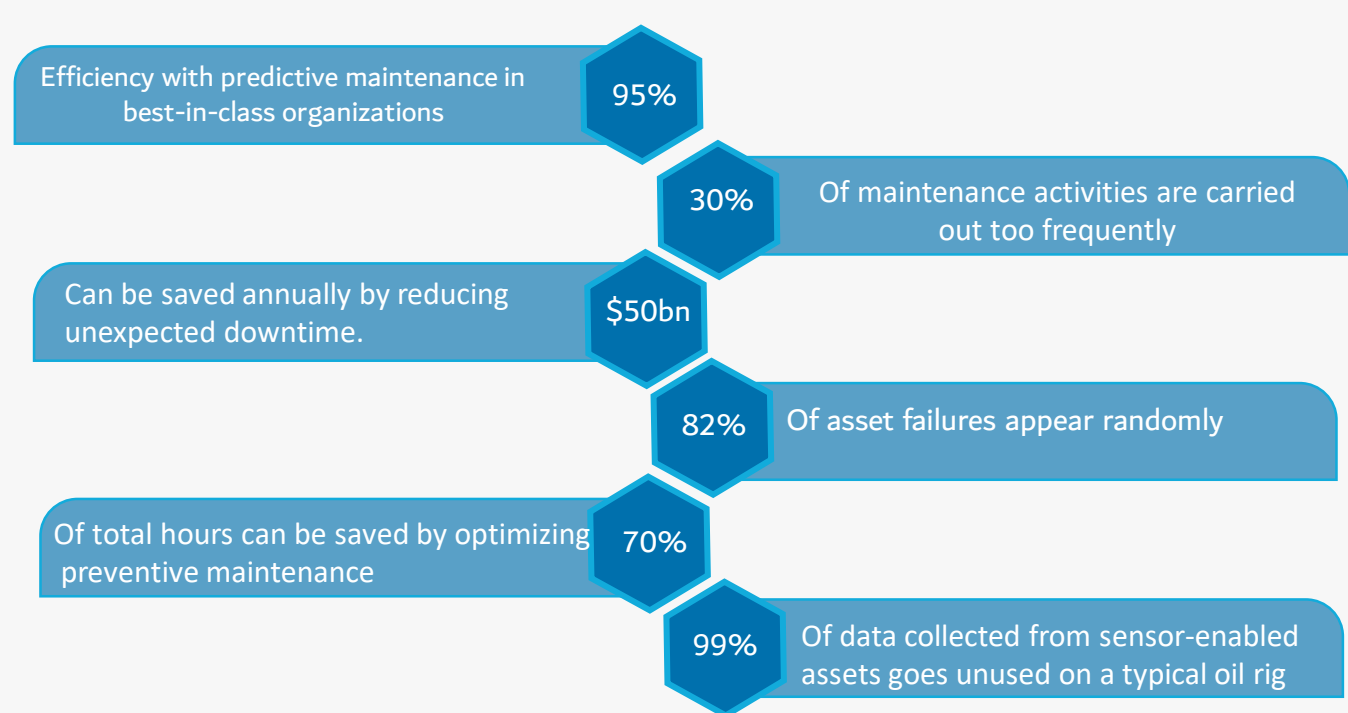 Efficiency with predictive maintenance in
best-in-class organizations
95%
30%
Of maintenance activities are carried
out too frequently
Can be saved annually by reducing
unexpected downtime.
$50bn
82%
Of asset failures appear randomly
Of total hours can be saved by optimizing
preventive maintenance
70%
99%
Of data collected from sensor-enabled
assets goes unused on a typical oil rig